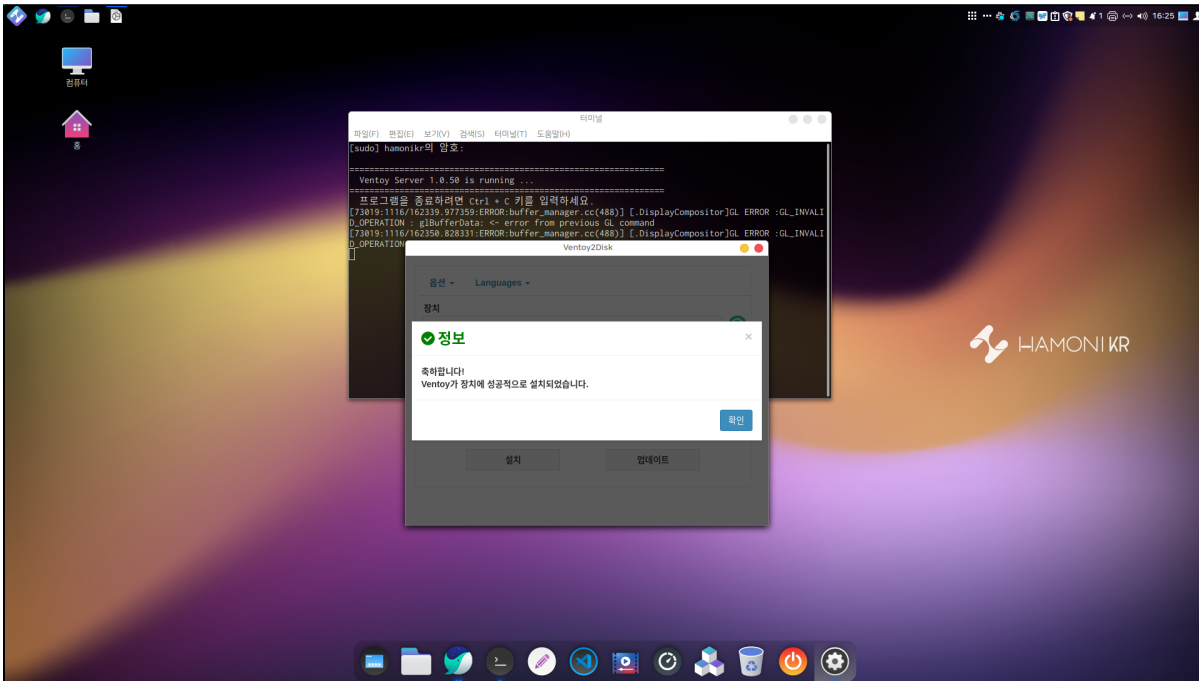 16:25
1
컴퓨터
홈
터미널
파일(F) 편집(E) 보기(V) 검색(S) 터미널(T) 도움말(H)
[sudo] hamonikr의 암호:
===============================================================
Ventoy Server 1.0.50 is running ...
===============================================================
프로그램을 종료하려면 Ctrl + C 키를 입력하세요.
[73019:1116/162339.977359:ERROR:buffer_manager.cc(488)] [.DisplayCompositor]GL ERROR :GL_INVALI
D_OPERATION : glBufferData: <- error from previous GL command
[73019:1116/162350.828331:ERROR:buffer_manager.cc(488)] [.DisplayCompositor]GL ERROR :GL_INVALI
D_OPERATION
Ventoy2Disk
옵션 Languages
장치
정보
×
축하합니다!
Ventoy가 장치에 성공적으로 설치되었습니다.
확인
설치 업데이트
HAMONIKR